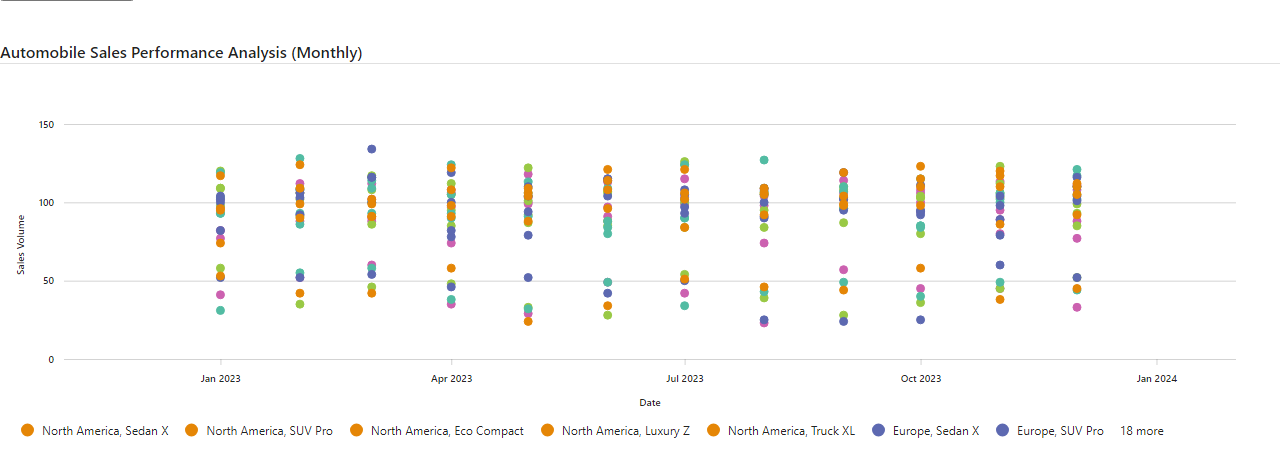 Automobile Sales Performance Analysis (Monthly)
150
100
50
0
Sales Volume
Jan 2023 Apr 2023 Jul 2023 Oct 2023 Jan 2024
Date
North America, Sedan X North America, SUV Pro North America, Eco Compact North America, Luxury Z North America, Truck XL Europe, Sedan X Europe, SUV Pro 18 more